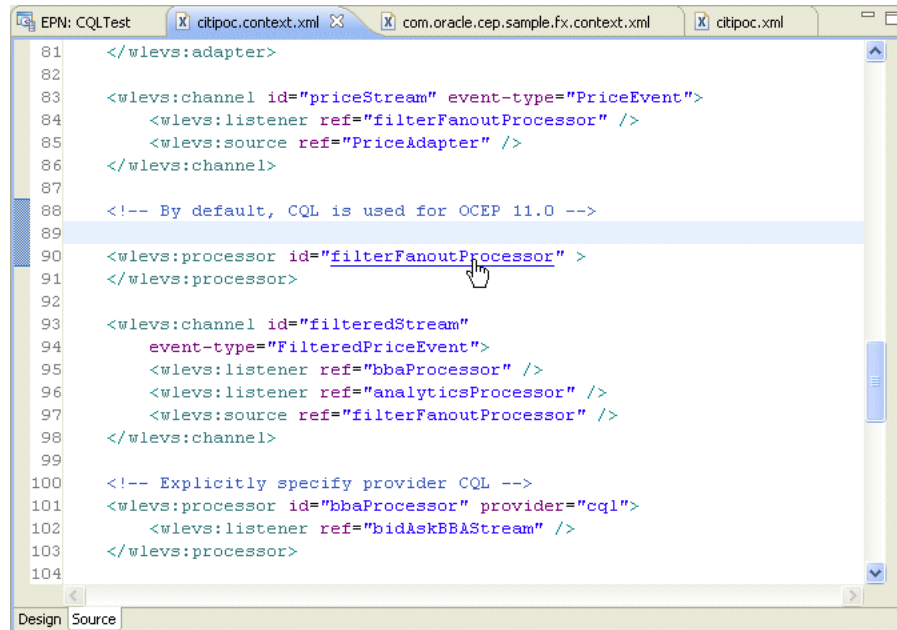 EPN: CQLTest citipoc.context.xml com.oracle.cep.sample.fx.context.xml citipoc.xml
81 </wlevs:adapter>
82
83 <wlevs:channel id="priceStream" event-type="PriceEvent">
84 <wlevs:listener ref="filterFanoutProcessor" />
85 <wlevs:source ref="PriceAdapter" />
86 </wlevs:channel>
87
88 <!-- By default, CQL is used for OCEP 11.0 -->
89
90 <wlevs:processor id="filterFanoutProcessor" >
91 </wlevs:processor>
92
93 <wlevs:channel id="filteredStream"
94 event-type="FilteredPriceEvent">
95 <wlevs:listener ref="bbaProcessor" />
96 <wlevs:listener ref="analyticsProcessor" />
97 <wlevs:source ref="filterFanoutProcessor" />
98 </wlevs:channel>
99
100 <!-- Explicitly specify provider CQL -->
101 <wlevs:processor id="bbaProcessor" provider="cql">
102 <wlevs:listener ref="bidAskBBAStream" />
103 </wlevs:processor>
104
Design Source